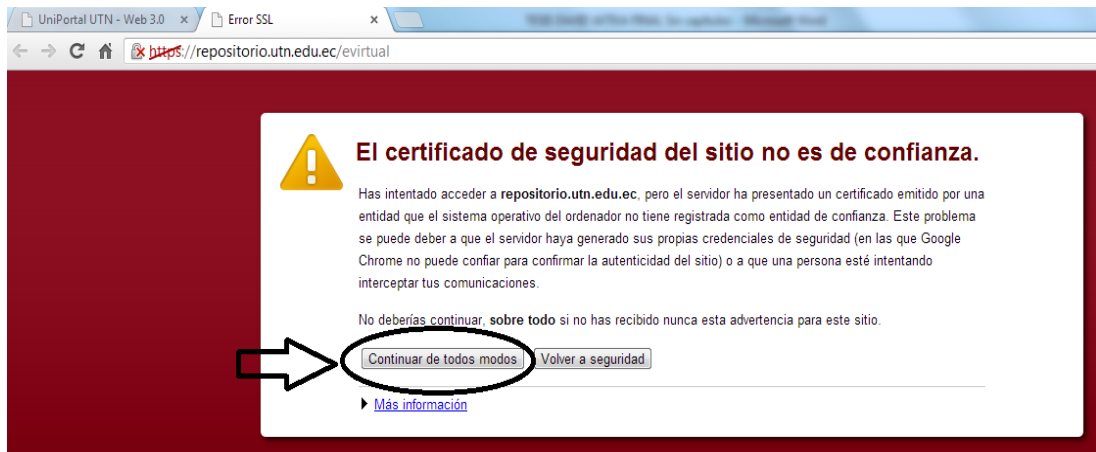 UniPortal UTN - Web 3.0 x Error SSL x
https://repositorio.utn.edu.ec/evirtual
El certificado de seguridad del sitio no es de confianza.
Has intentado acceder a repositorio.utn.edu.ec, pero el servidor ha presentado un certificado emitido por una
entidad que el sistema operativo del ordenador no tiene registrada como entidad de confianza. Este problema
se puede deber a que el servidor haya generado sus propias credenciales de seguridad (en las que Google
Chrome no puede confiar para confirmar la autenticidad del sitio) o a que una persona esté intentando
interceptar tus comunicaciones.
No deberías continuar, sobre todo si no has recibido nunca esta advertencia para este sitio.
Continuar de todos modos Volver a seguridad
Más información